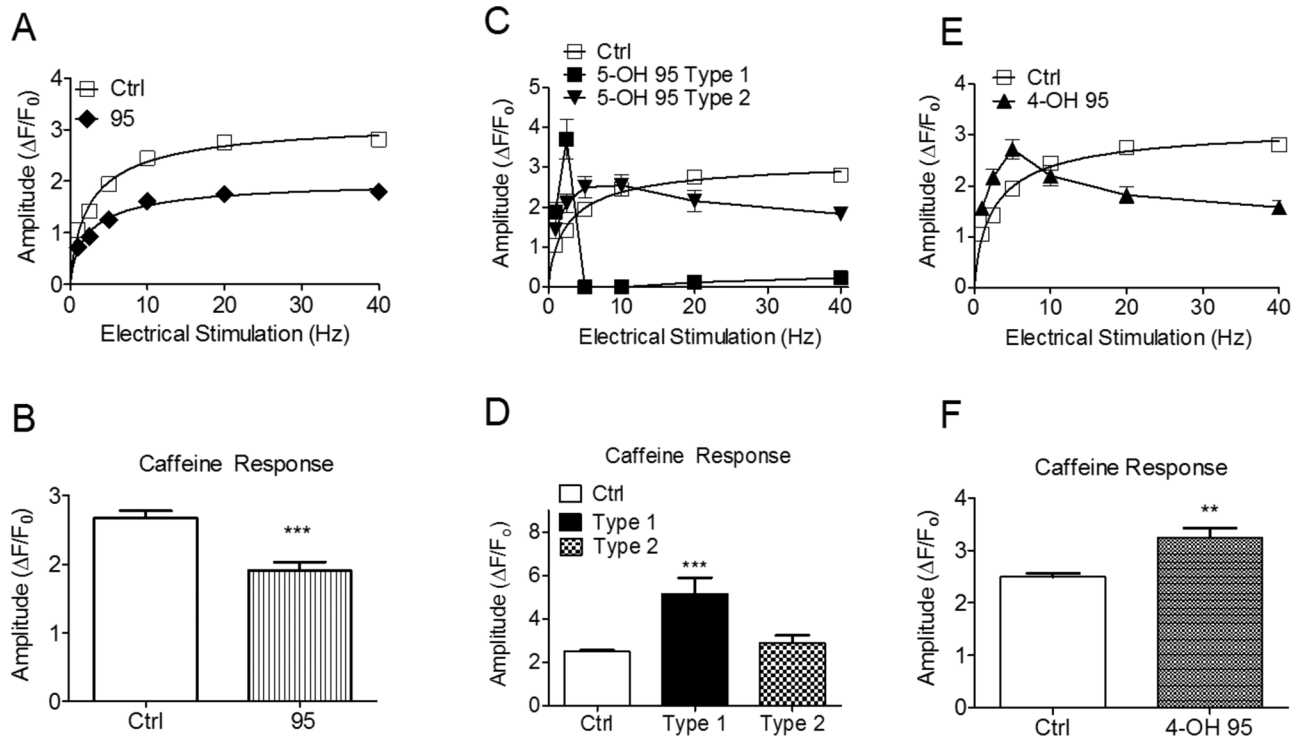 A
Ctrl
95
Amplitude (ΔF/F0)
4
3
2
1
0
0 10 20 30 40
Electrical Stimulation (Hz)
B
Caffeine Response
Amplitude (ΔF/F0)
3
2
1
0
***
Ctrl 95
C
Ctrl
5-OH 95 Type 1
5-OH 95 Type 2
Amplitude (ΔF/Fo)
5
4
3
2
1
0
0 10 20 30 40
Electrical Stimulation (Hz)
D
Caffeine Response
Ctrl
Type 1
Type 2
Amplitude (ΔF/Fo)
8
6
4
2
0
***
Ctrl Type 1 Type 2
E
Ctrl
4-OH 95
Amplitude (ΔF/Fo)
4
3
2
1
0
0 10 20 30 40
Electrical Stimulation (Hz)
F
Caffeine Response
Amplitude (ΔF/Fo)
4
3
2
1
0
**
Ctrl 4-OH 95